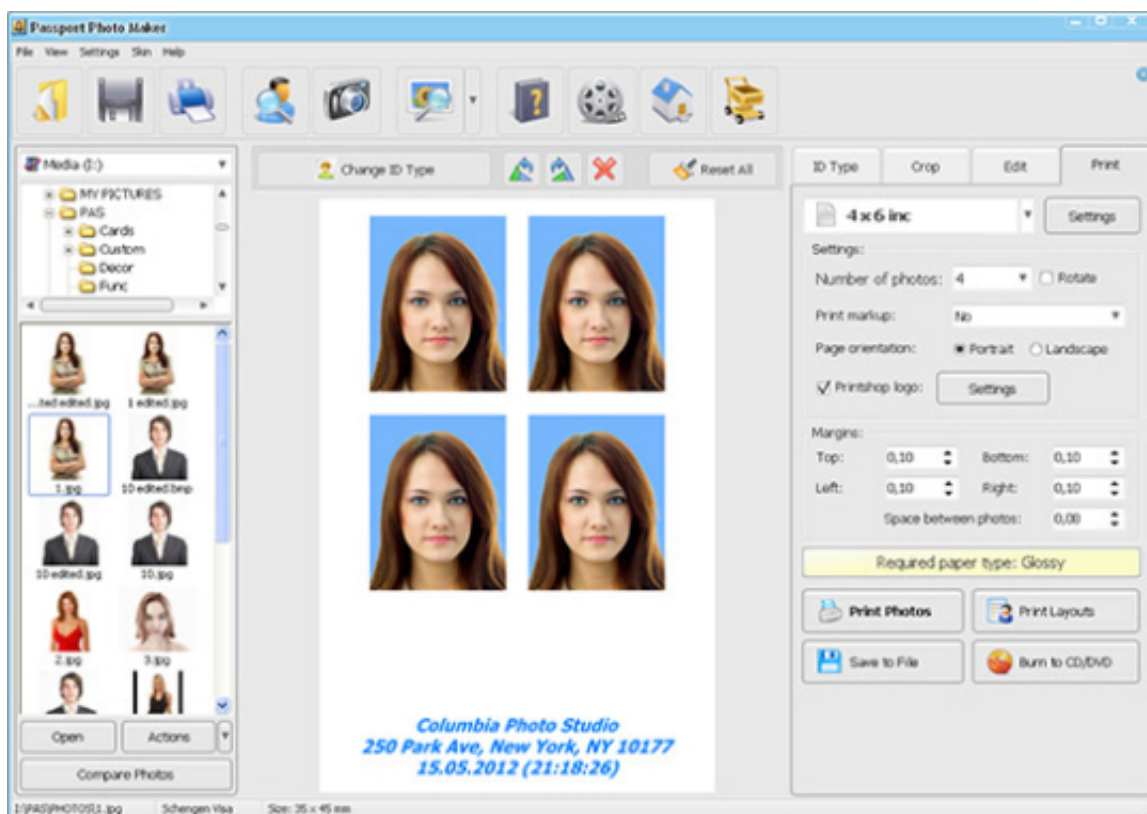 Passport Photo Maker
File View Settings Skin Help
Media (I:)
MY PICTURES
PAS
Cards
Custom
Decor
Func
...ted edited.jpg 1 edited.jpg
1.jpg 10 edited.bmp
10 edited.jpg 10.jpg
2.jpg 3.jpg
Open Actions
Compare Photos
Change ID Type Reset All
Columbia Photo Studio
250 Park Ave, New York, NY 10177
15.05.2012 (21:18:26)
ID Type Crop Edit Print
4 x 6 inc Settings
Settings:
Number of photos: 4 Rotate
Print markup: No
Page orientation: Portrait Landscape
Printshop logo: Settings
Margins:
Top: 0,10 Bottom: 0,10
Left: 0,10 Right: 0,10
Space between photos: 0,00
Required paper type: Glossy
Print Photos Print Layouts
Save to File Burn to CD/DVD
I:\PAS\PHOTOS\1.jpg Schengen Visa Size: 35 x 45 mm